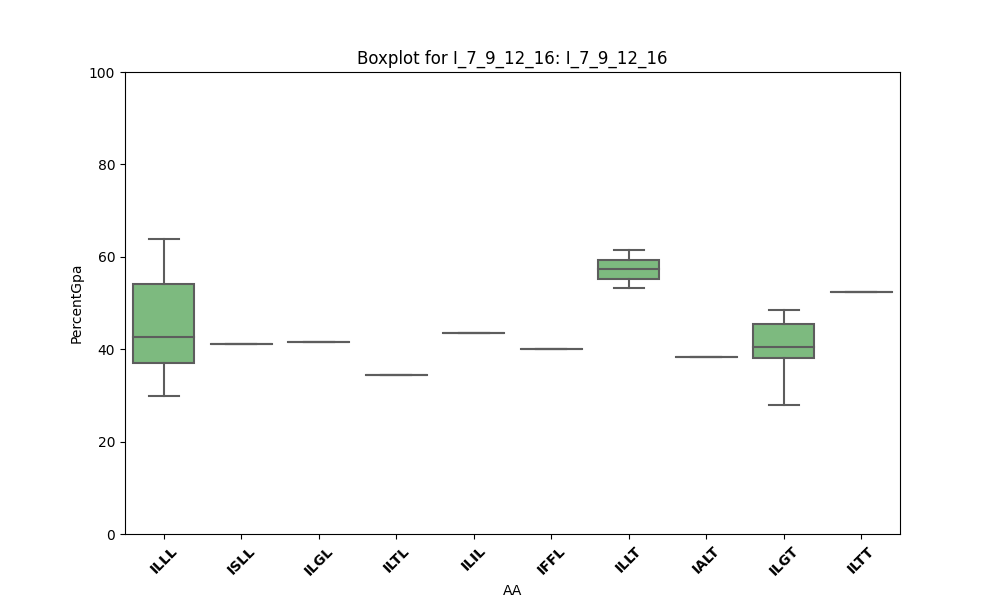 Boxplot for I_7_9_12_16: I_7_9_12_16
PercentGpa
100
80
60
40
20
0
ILLL
ISLL
ILGL
ILTL
ILIL
IFFL
ILLT
IALT
ILGT
ILTT
AA